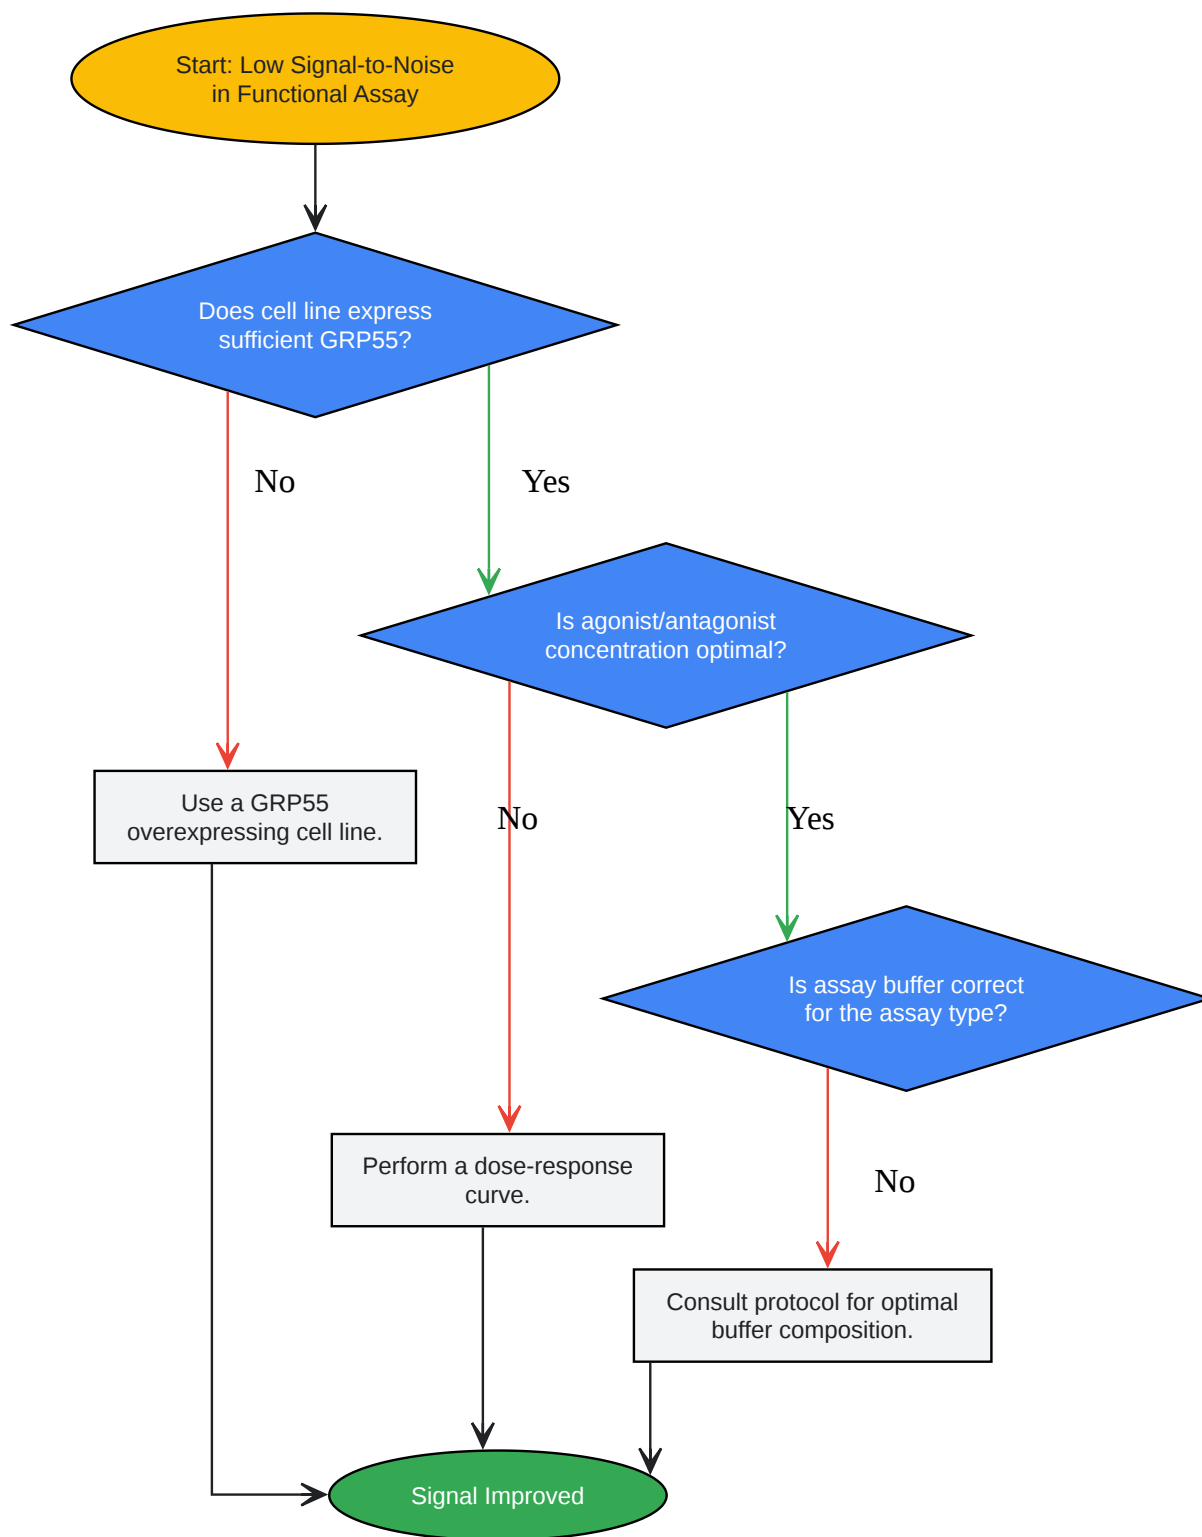 Start: Low Signal-to-Noise
in Functional Assay
Does cell line express
sufficient GRP55?
No
Yes
Is agonist/antagonist
concentration optimal?
Use a GRP55
overexpressing cell line.
No
Yes
Is assay buffer correct
for the assay type?
Perform a dose-response
curve.
No
Consult protocol for optimal
buffer composition.
Signal Improved